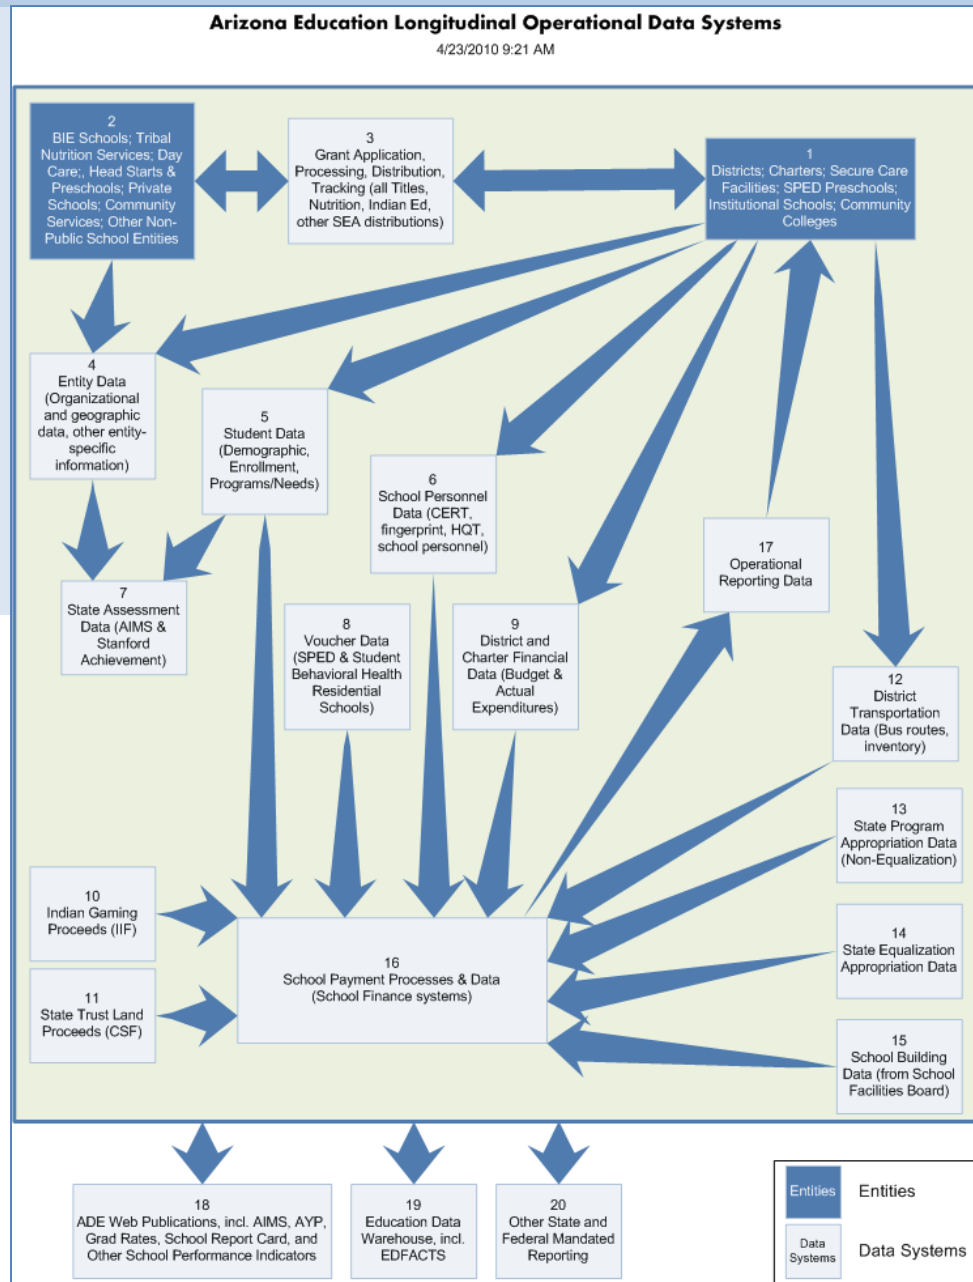 Arizona Education Longitudinal Operational Data Systems
4/23/2010 9:21 AM
2
BIE Schools; Tribal
Nutrition Services; Day
Care;, Head Starts &
Preschools; Private
Schools; Community
Services; Other Non-
Public School Entities
3
Grant Application,
Processing, Distribution,
Tracking (all Titles,
Nutrition, Indian Ed,
other SEA distributions)
1
Districts; Charters; Secure Care
Facilities; SPED Preschools;
Institutional Schools; Community
Colleges
4
Entity Data
(Organizational
and geographic
data, other entity-
specific
information)
5
Student Data
(Demographic,
Enrollment,
Programs/Needs)
6
School Personnel
Data (CERT,
fingerprint, HQT,
school personnel)
17
Operational
Reporting Data
7
State Assessment
Data (AIMS &
Stanford
Achievement)
8
Voucher Data
(SPED & Student
Behavioral Health
Residential
Schools)
9
District and
Charter Financial
Data (Budget &
Actual
Expenditures)
12
District
Transportation
Data (Bus routes,
inventory)
13
State Program
Appropriation Data
(Non-Equalization)
10
Indian Gaming
Proceeds (IIF)
14
State Equalization
Appropriation Data
16
School Payment Processes & Data
(School Finance systems)
11
State Trust Land
Proceeds (CSF)
15
School Building
Data (from School
Facilities Board)
18
ADE Web Publications, incl. AIMS, AYP,
Grad Rates, School Report Card, and
Other School Performance Indicators
19
Education Data
Warehouse, incl.
EDFACTS
20
Other State and
Federal Mandated
Reporting
Entities
Entities
Data
Systems
Data Systems